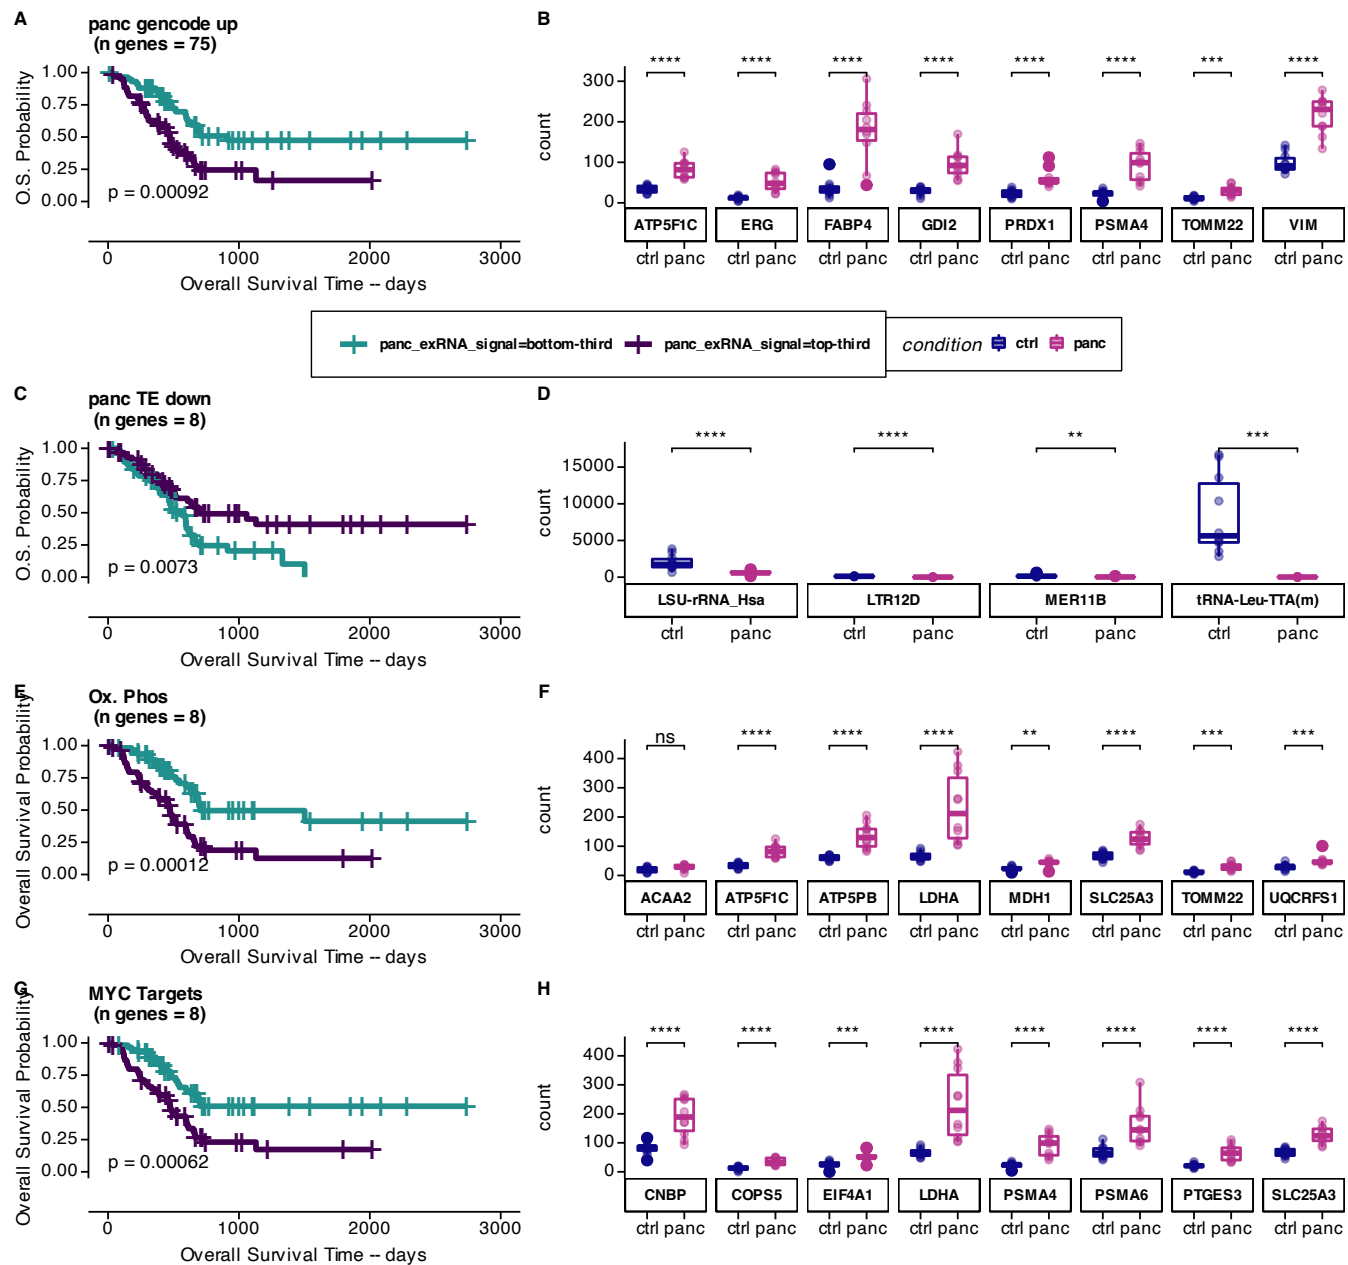 A
panc gencode up
(n genes = 75)
O.S. Probability
1.00
0.75
0.50
0.25
0.00
p = 0.00092
0 1000 2000 3000
Overall Survival Time -- days
B
count
300
200
100
0
**** **** **** **** **** **** *** ****
ATP5F1C ERG FABP4 GDI2 PRDX1 PSMA4 TOMM22 VIM
ctrl panc ctrl panc ctrl panc ctrl panc ctrl panc ctrl panc ctrl panc ctrl panc
panc_exRNA_signal=bottom-third panc_exRNA_signal=top-third
condition ctrl panc
C
panc TE down
(n genes = 8)
O.S. Probability
1.00
0.75
0.50
0.25
0.00
p = 0.0073
0 1000 2000 3000
Overall Survival Time -- days
D
count
15000
10000
5000
0
**** **** ** ***
LSU-rRNA_Hsa LTR12D MER11B tRNA-Leu-TTA(m)
ctrl panc ctrl panc ctrl panc ctrl panc
E
Ox. Phos
(n genes = 8)
Overall Survival Probability
1.00
0.75
0.50
0.25
0.00
p = 0.00012
0 1000 2000 3000
Overall Survival Time -- days
F
count
400
300
200
100
0
ns **** **** **** ** **** *** ***
ACAA2 ATP5F1C ATP5PB LDHA MDH1 SLC25A3 TOMM22 UQCRFS1
ctrl panc ctrl panc ctrl panc ctrl panc ctrl panc ctrl panc ctrl panc ctrl panc
G
MYC Targets
(n genes = 8)
Overall Survival Probability
1.00
0.75
0.50
0.25
0.00
p = 0.00062
0 1000 2000 3000
Overall Survival Time -- days
H
count
400
300
200
100
0
**** **** *** **** **** **** **** ****
CNBP COPS5 EIF4A1 LDHA PSMA4 PSMA6 PTGES3 SLC25A3
ctrl panc ctrl panc ctrl panc ctrl panc ctrl panc ctrl panc ctrl panc ctrl panc